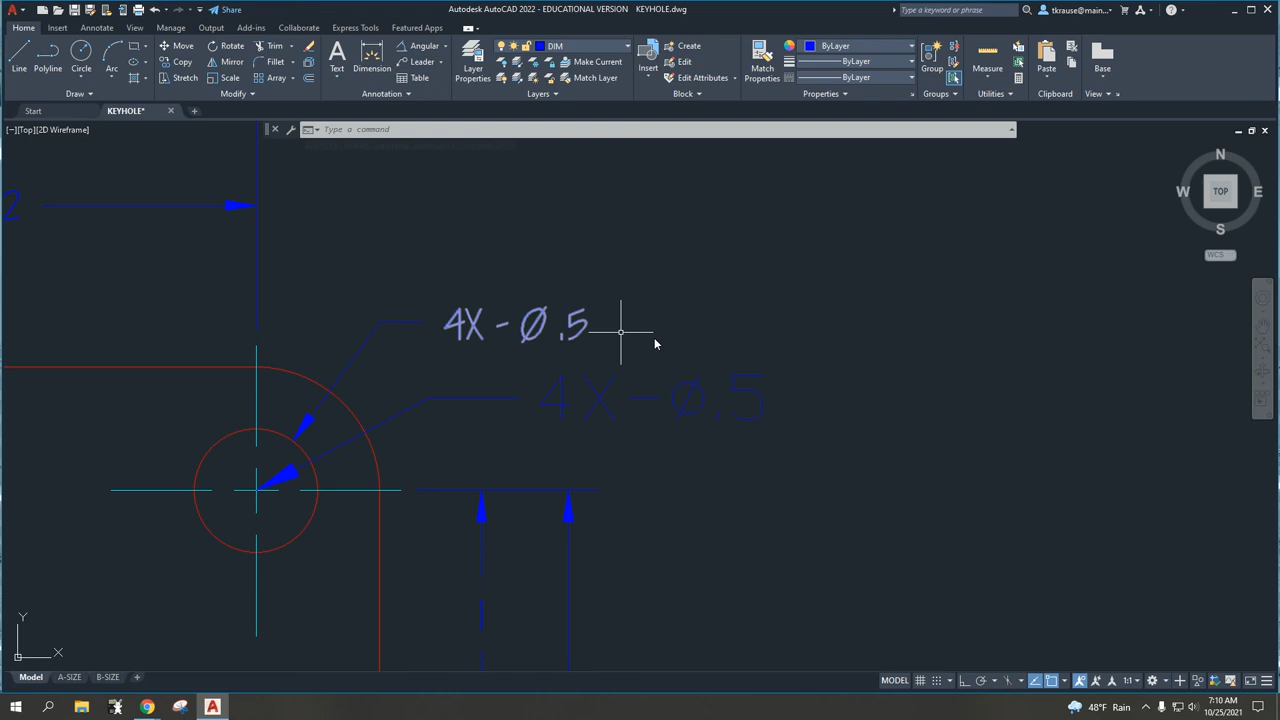 Share
Autodesk AutoCAD 2022 - EDUCATIONAL VERSION KEYHOLE.dwg
Type a keyword or phrase
tkrause@main...
Home Insert Annotate View Manage Output Add-ins Collaborate Express Tools Featured Apps
Line Polyline Circle Arc
Move Rotate Trim
Copy Mirror Fillet
Stretch Scale Array
Text Dimension
Angular
Leader
Table
Layer Properties
DIM
Make Current
Match Layer
Insert
Create
Edit
Edit Attributes
Match Properties
ByLayer
ByLayer
ByLayer
Group
Measure
Paste
Base
Draw Modify Annotation Layers Block Properties Groups Utilities Clipboard View
Start KEYHOLE*
[−][Top][2D Wireframe]
Type a command
N
W TOP E
S
WCS
2
4X-Ø.5
4X-Ø.5
Y
X
Model A-SIZE B-SIZE
MODEL
1:1
48°F Rain
7:10 AM
10/25/2021